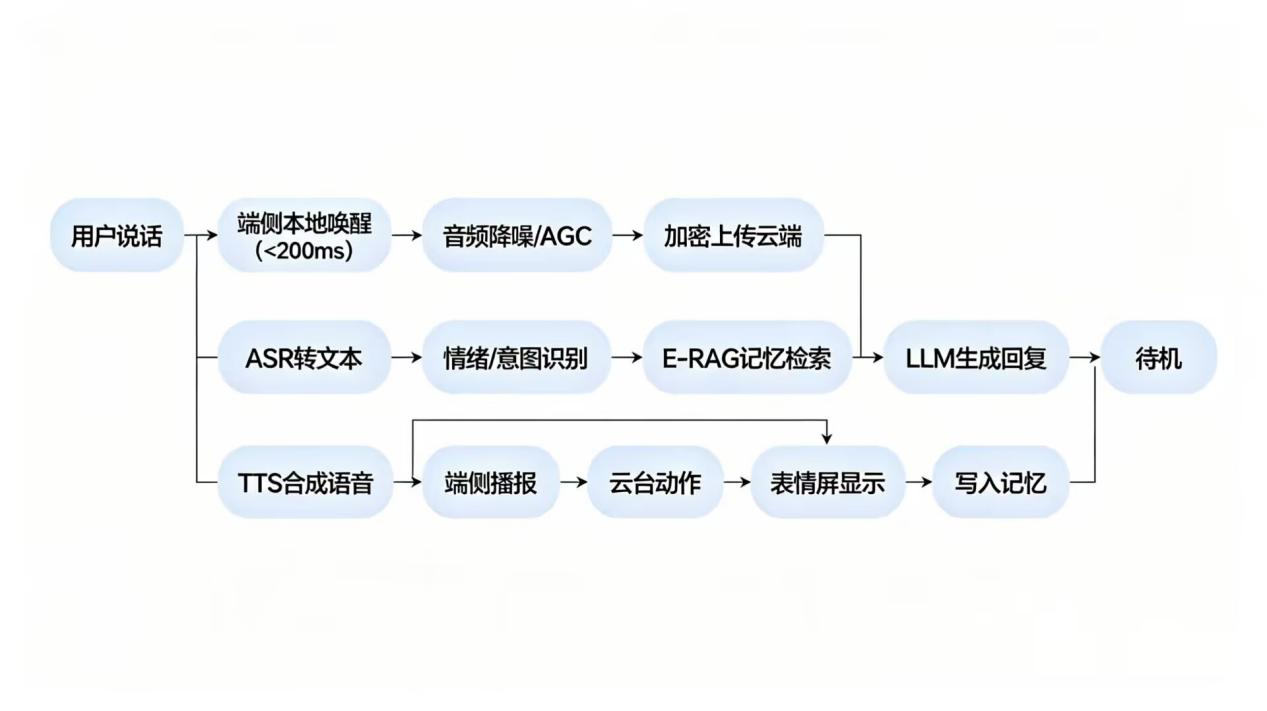 用户说话
端侧本地唤醒
(<200ms)
音频降噪/AGC
加密上传云端
ASR转文本
情绪/意图识别
E-RAG记忆检索
LLM生成回复
待机
TTS合成语音
端侧播报
云台动作
表情屏显示
写入记忆